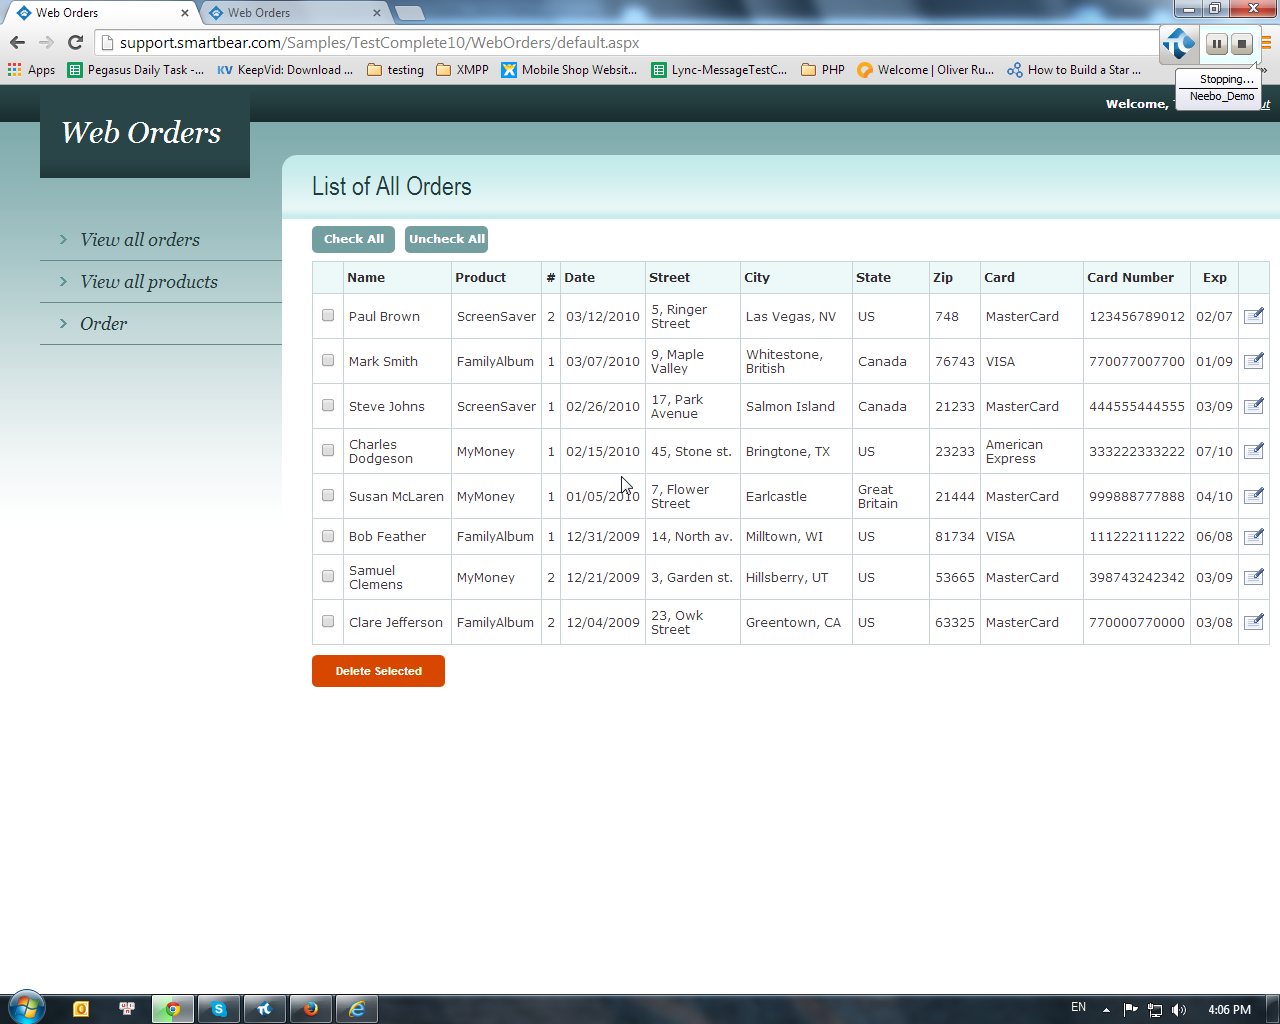 Web Orders
Web Orders
support.smartbear.com/Samples/TestComplete10/WebOrders/default.aspx
Apps Pegasus Daily Task -... KV KeepVid: Download ... testing XMPP Mobile Shop Websit... Lync-MessageTestC... PHP Welcome | Oliver Ru... How to Build a Star ... »
Stopping...
Neebo_Demo
Welcome,
Web Orders
List of All Orders
View all orders
View all products
Order
Check All Uncheck All
Name Product # Date Street City State Zip Card Card Number Exp
Paul Brown ScreenSaver 2 03/12/2010 5, Ringer Street Las Vegas, NV US 748 MasterCard 123456789012 02/07
Mark Smith FamilyAlbum 1 03/07/2010 9, Maple Valley Whitestone, British Canada 76743 VISA 770077007700 01/09
Steve Johns ScreenSaver 1 02/26/2010 17, Park Avenue Salmon Island Canada 21233 MasterCard 444555444555 03/09
Charles Dodgeson MyMoney 1 02/15/2010 45, Stone st. Bringtone, TX US 23233 American Express 333222333222 07/10
Susan McLaren MyMoney 1 01/05/2010 7, Flower Street Earlcastle Great Britain 21444 MasterCard 999888777888 04/10
Bob Feather FamilyAlbum 1 12/31/2009 14, North av. Milltown, WI US 81734 VISA 111222111222 06/08
Samuel Clemens MyMoney 2 12/21/2009 3, Garden st. Hillsberry, UT US 53665 MasterCard 398743242342 03/09
Clare Jefferson FamilyAlbum 2 12/04/2009 23, Owk Street Greentown, CA US 63325 MasterCard 770000770000 03/08
Delete Selected
EN 4:06 PM